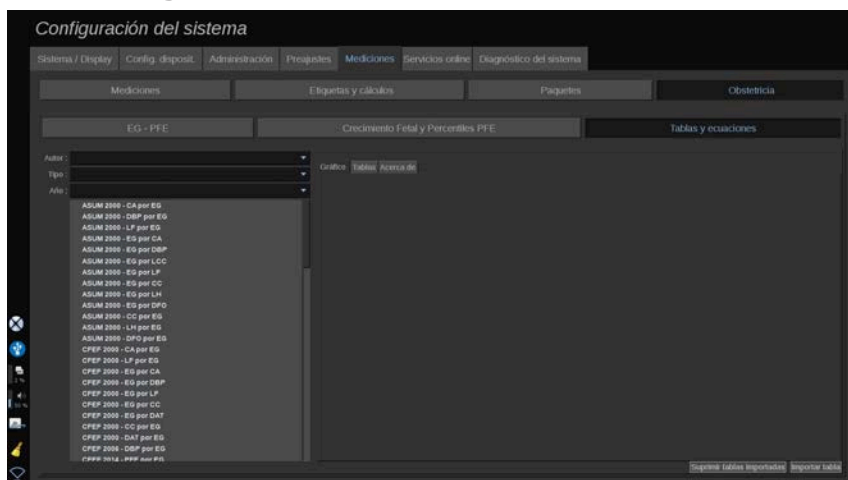 Configuración del sistema
Sistema / Display Config. disposit. Administración Preajustes Mediciones Servicios online Diagnóstico del sistema
Mediciones Etiquetas y cálculos Paquetes Obstetricia
EG - PFE Crecimiento Fetal y Percentiles PFE Tablas y ecuaciones
Autor :
Tipo :
Año :
Gráfico Tablas Acerca de
ASUM 2000 - CA por EG
ASUM 2000 - DBP por EG
ASUM 2000 - LF por EG
ASUM 2000 - EG por CA
ASUM 2000 - EG por DBP
ASUM 2000 - EG por LCC
ASUM 2000 - EG por LF
ASUM 2000 - EG por CC
ASUM 2000 - EG por LH
ASUM 2000 - EG por DFO
ASUM 2000 - CC por EG
ASUM 2000 - LH por EG
ASUM 2000 - DFO por EG
CFEF 2000 - CA por EG
CFEF 2000 - LF por EG
CFEF 2000 - EG por CA
CFEF 2000 - EG por DBP
CFEF 2000 - EG por LF
CFEF 2000 - EG por CC
CFEF 2000 - EG por DAT
CFEF 2000 - CC por EG
CFEF 2000 - DAT por EG
CFEF 2006 - DBP por EG
CFEF 2014 - PFE por EG
Suprimir tablas importadas Importar tabla